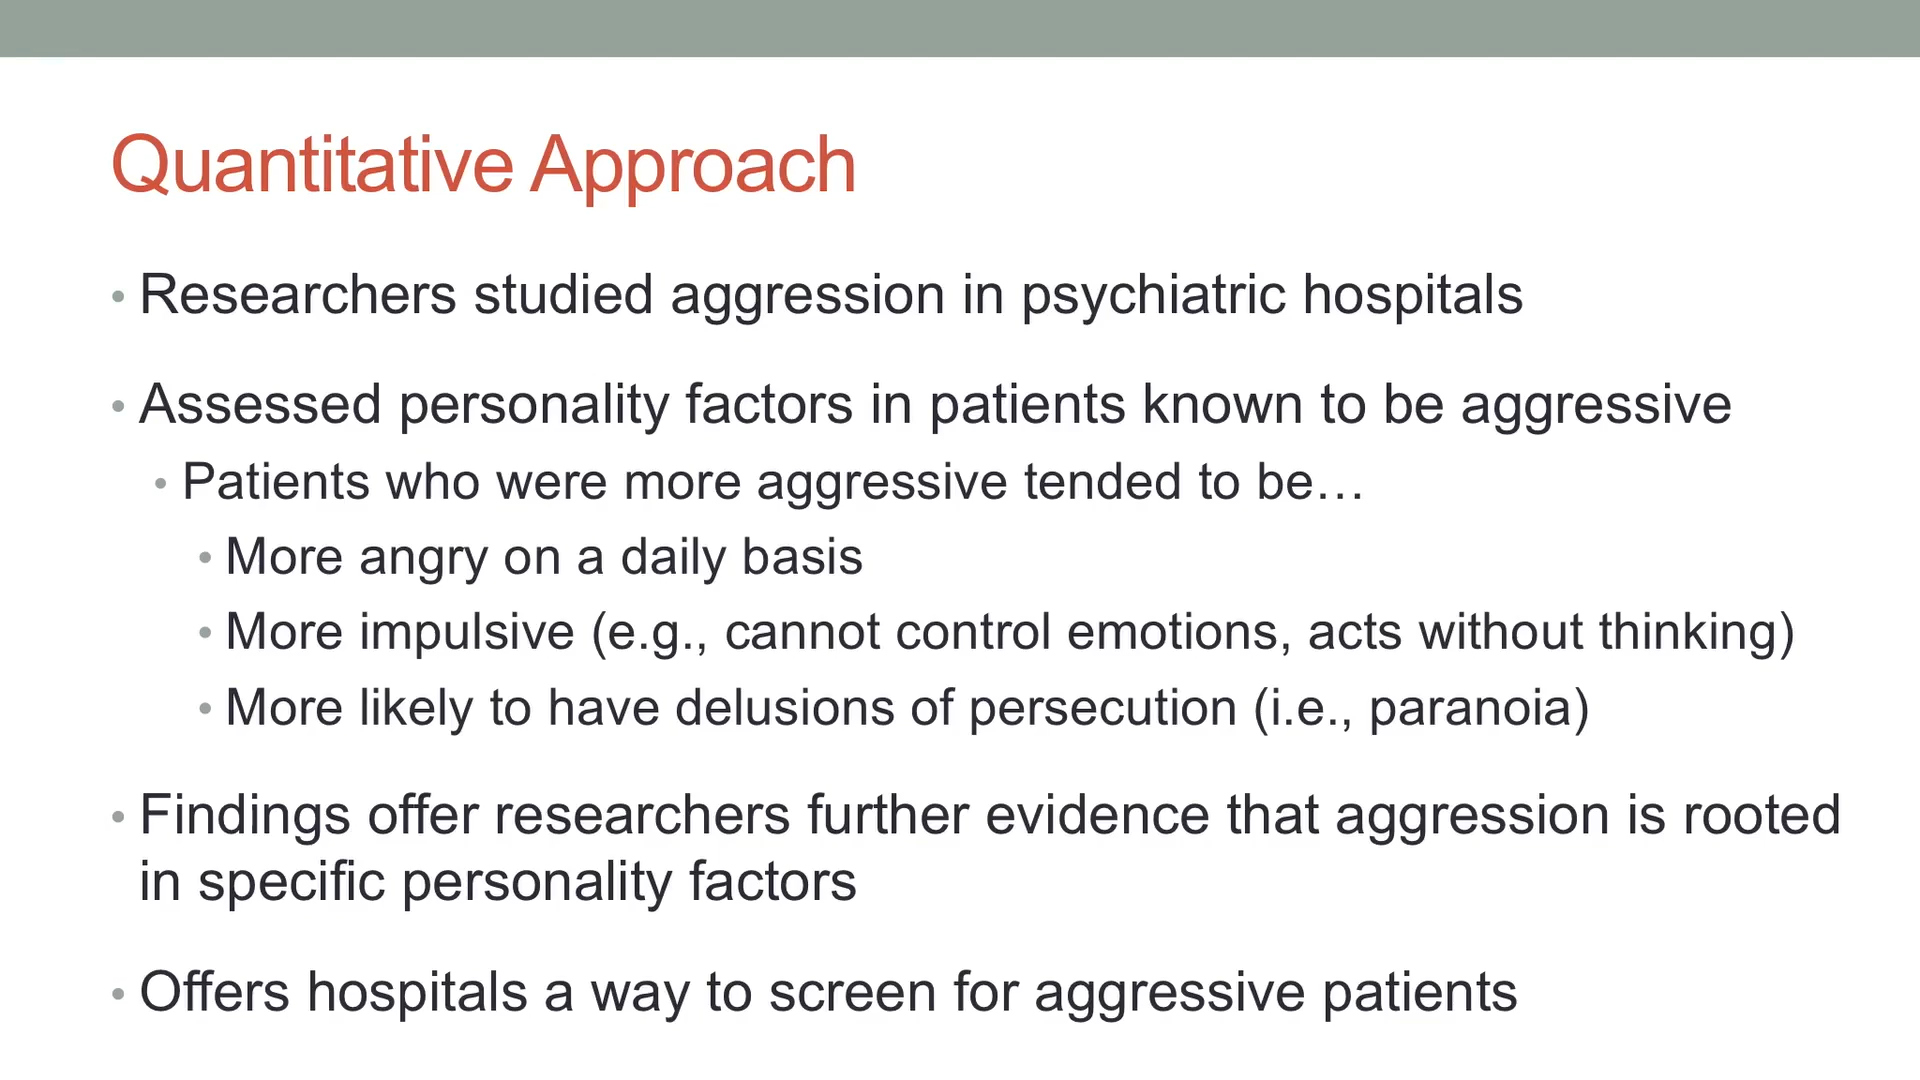 Quantitative Approach
• Researchers studied aggression in psychiatric hospitals
• Assessed personality factors in patients known to be aggressive
• Patients who were more aggressive tended to be…
• More angry on a daily basis
• More impulsive (e.g., cannot control emotions, acts without thinking)
• More likely to have delusions of persecution (i.e., paranoia)
• Findings offer researchers further evidence that aggression is rooted
in specific personality factors
• Offers hospitals a way to screen for aggressive patients